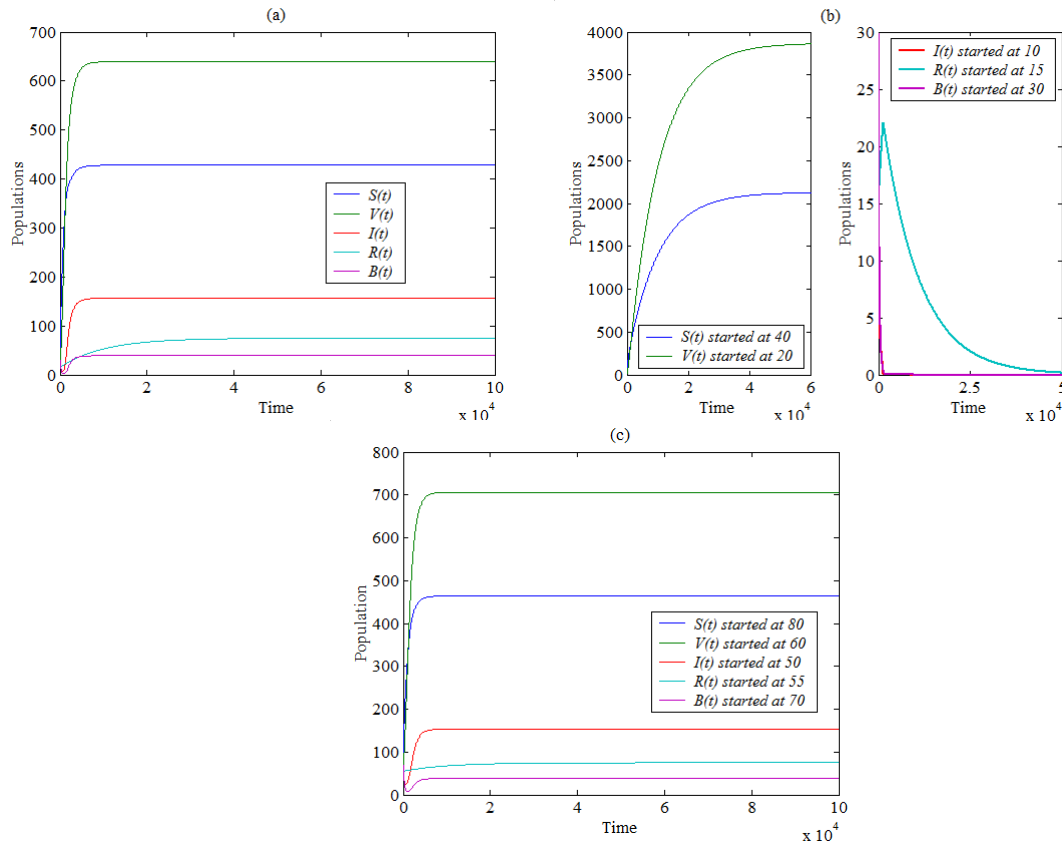 (a)
700
600
500
400
300
200
100
0
Populations
S(t)
V(t)
I(t)
R(t)
B(t)
0
2
4
6
8
10
Time
x 10^4
(b)
4000
3500
3000
2500
2000
1500
1000
500
0
Populations
S(t) started at 40
V(t) started at 20
0
2
4
6
Time
x 10^4
30
25
20
15
10
5
0
Populations
I(t) started at 10
R(t) started at 15
B(t) started at 30
0
2.5
5
Time
x 10^4
(c)
800
700
600
500
400
300
200
100
0
Population
S(t) started at 80
V(t) started at 60
I(t) started at 50
R(t) started at 55
B(t) started at 70
0
2
4
6
8
10
Time
x 10^4